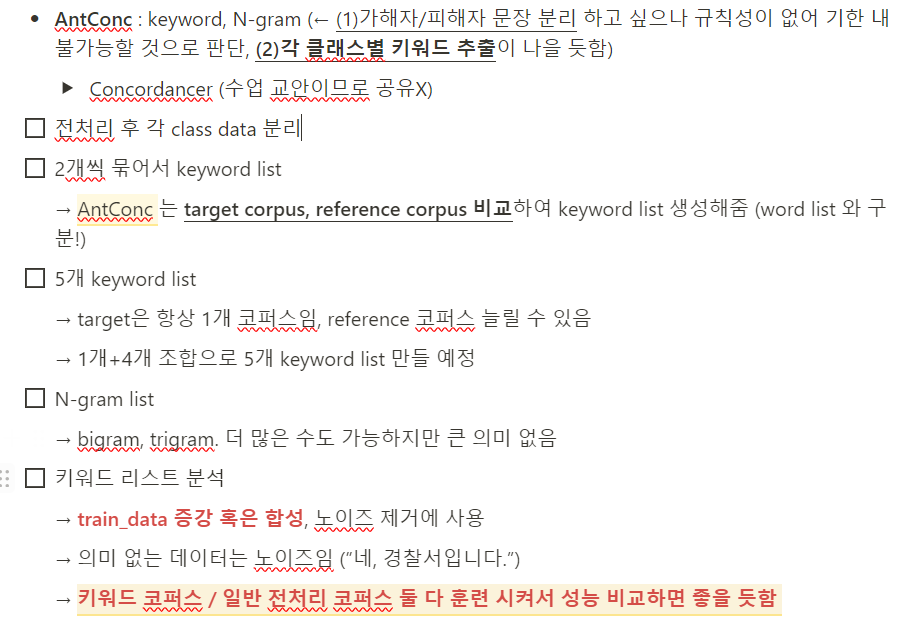 • AntConc : keyword, N-gram (← (1)가해자/피해자 문장 분리 하고 싶으나 규칙성이 없어 기한 내
불가능할 것으로 판단, (2)각 클래스별 키워드 추출이 나을 듯함)
▶ Concordancer (수업 교안이므로 공유X)
전처리 후 각 class data 분리
2개씩 묶어서 keyword list
→ AntConc 는 target corpus, reference corpus 비교하여 keyword list 생성해줌 (word list 와 구
분!)
5개 keyword list
→ target은 항상 1개 코퍼스임, reference 코퍼스 늘릴 수 있음
→ 1개+4개 조합으로 5개 keyword list 만들 예정
N-gram list
→ bigram, trigram. 더 많은 수도 가능하지만 큰 의미 없음
키워드 리스트 분석
→ train_data 증강 혹은 합성, 노이즈 제거에 사용
→ 의미 없는 데이터는 노이즈임 (“네, 경찰서입니다.”)
→ 키워드 코퍼스 / 일반 전처리 코퍼스 둘 다 훈련 시켜서 성능 비교하면 좋을 듯함